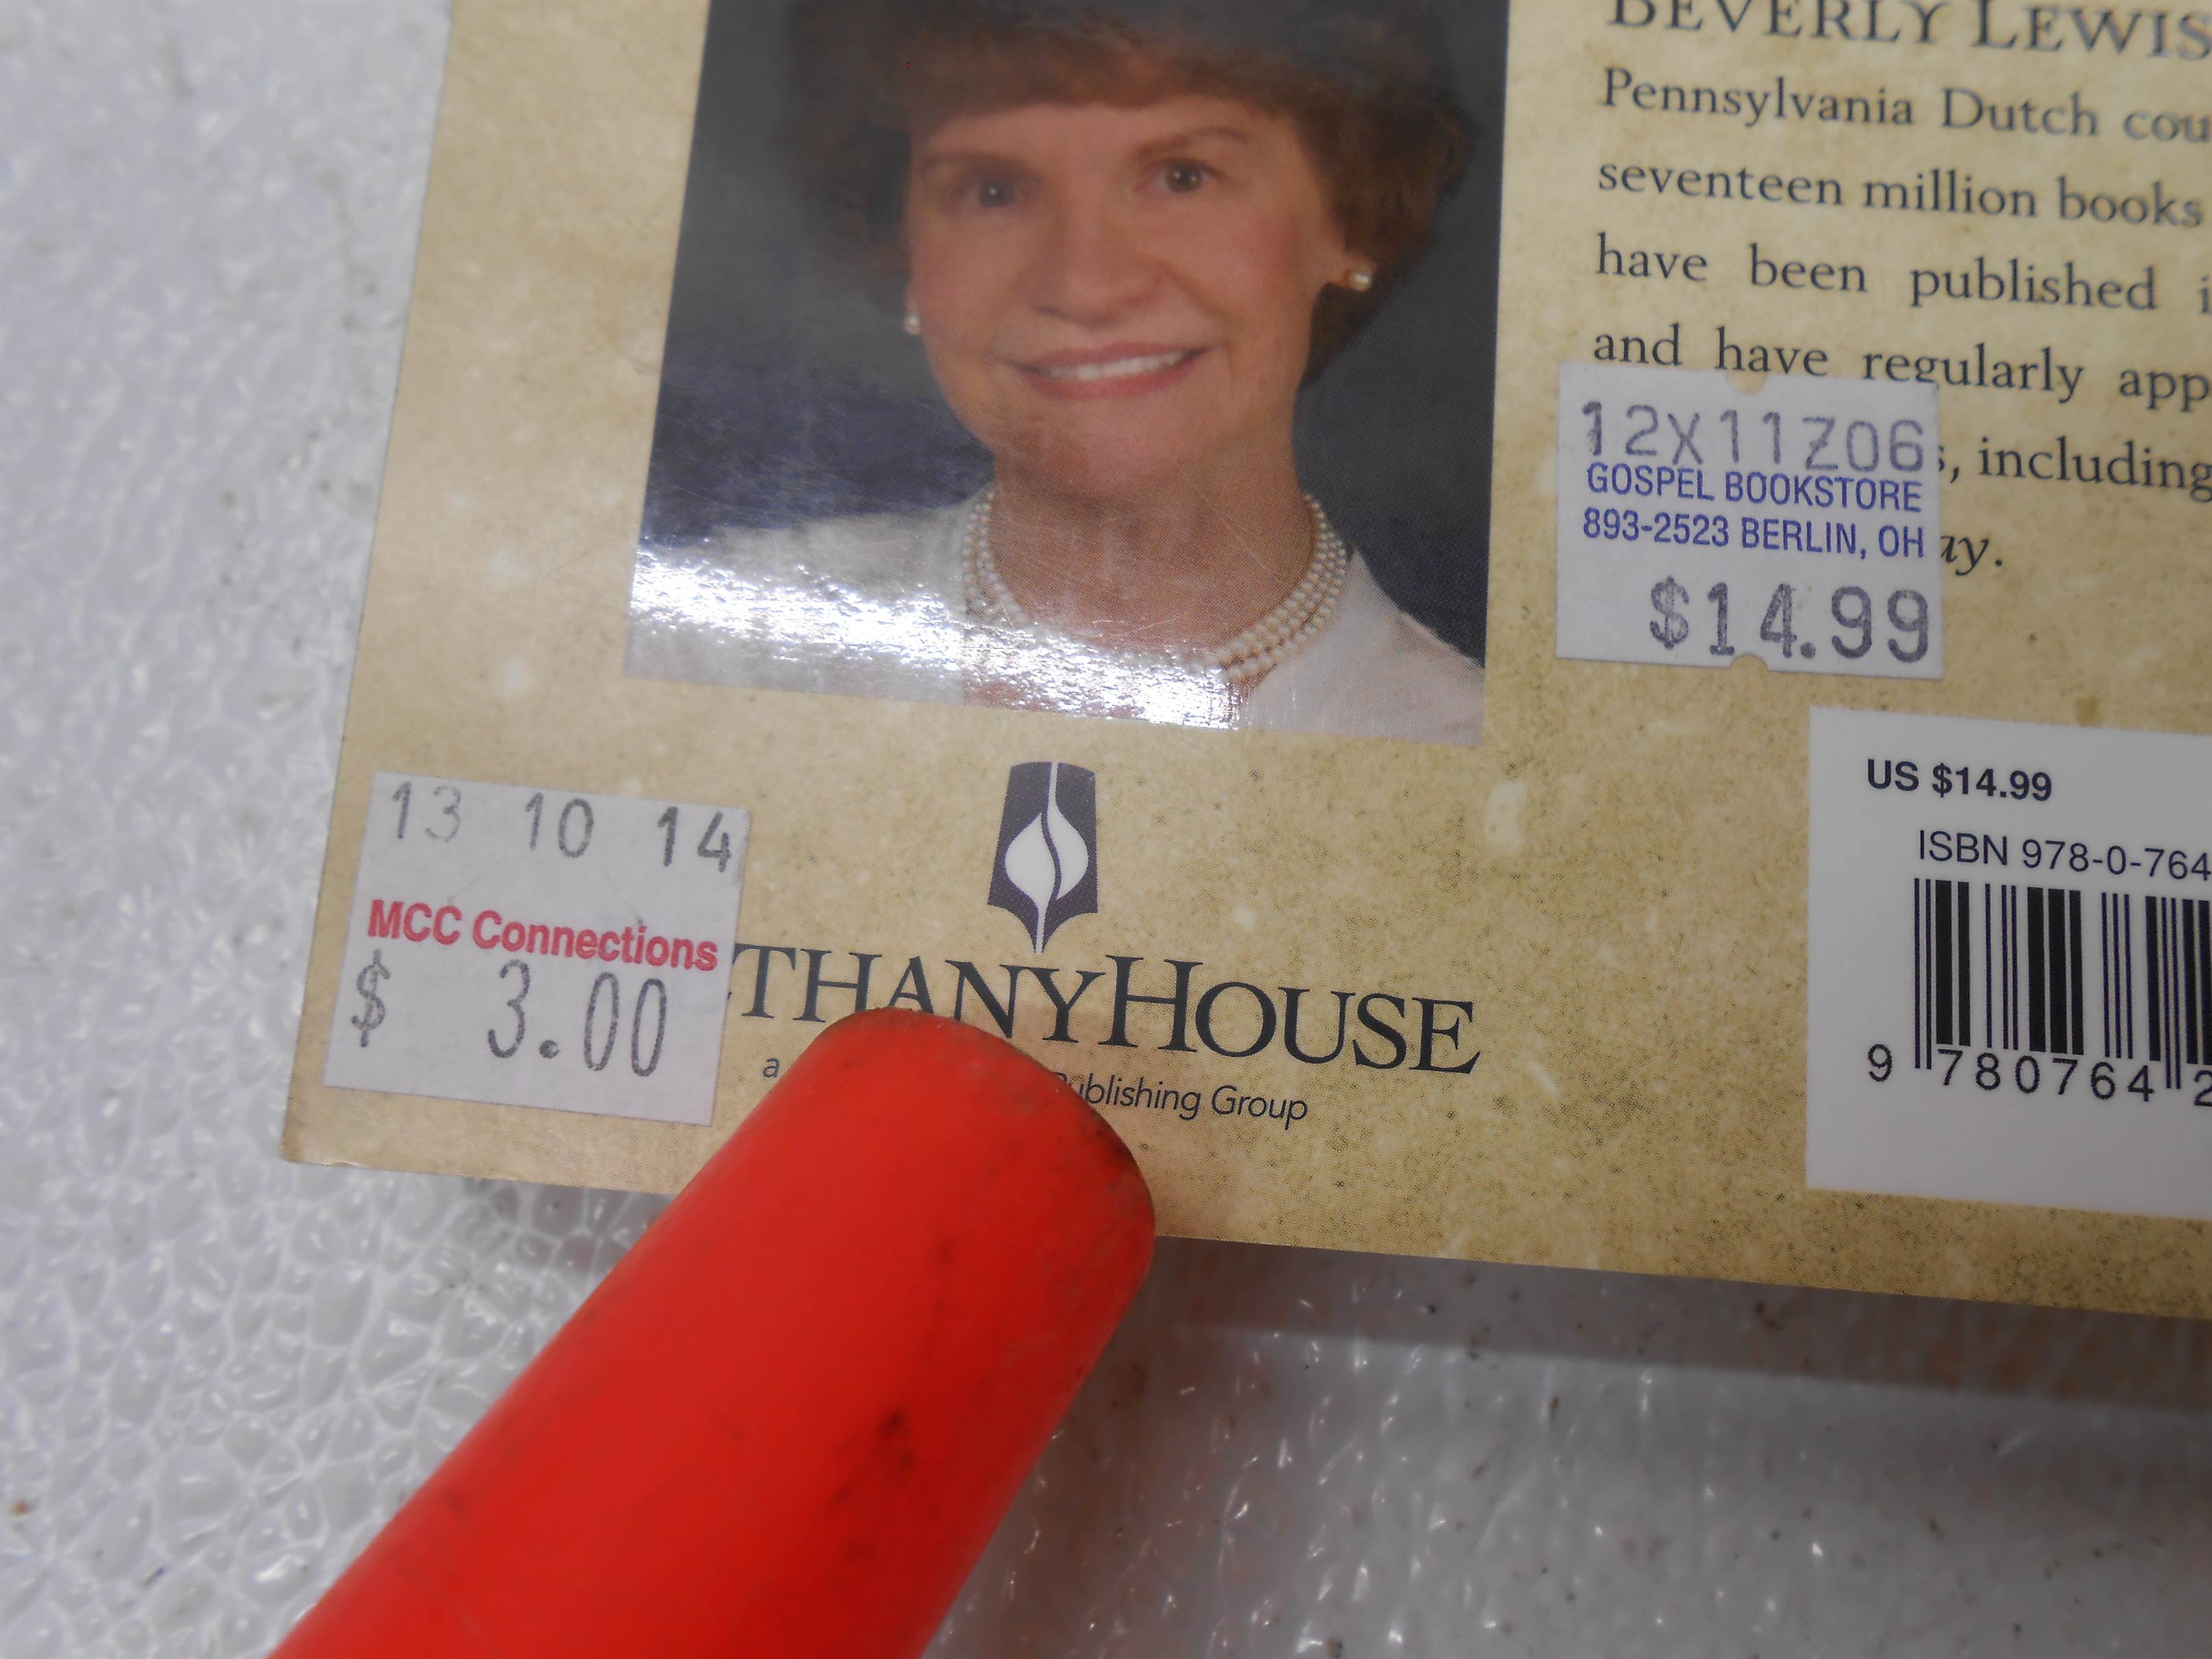 BEVERLY LEWIS
Pennsylvania Dutch
seventeen million books
have been published
and have regularly
12X11Z06
GOSPEL BOOKSTORE
893-2523 BERLIN, OH
$14.99
, including
US $14.99
ISBN 978-0-764
9 780764 2
13 10 14
MCC Connections
$ 3.00
THANYHOUSE
a Publishing Group